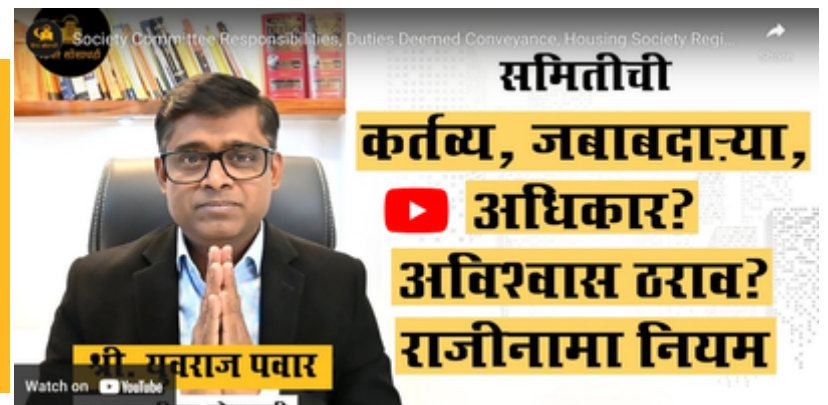 Society Committee Responsibilities, Duties Deemed Conveyance, Housing Society Regi...
Share
समितीची
कर्तव्य, जबाबदाऱ्या,
अधिकार?
अविश्वास ठराव?
राजीनामा नियम
श्री. युवराज पवार
Watch on YouTube